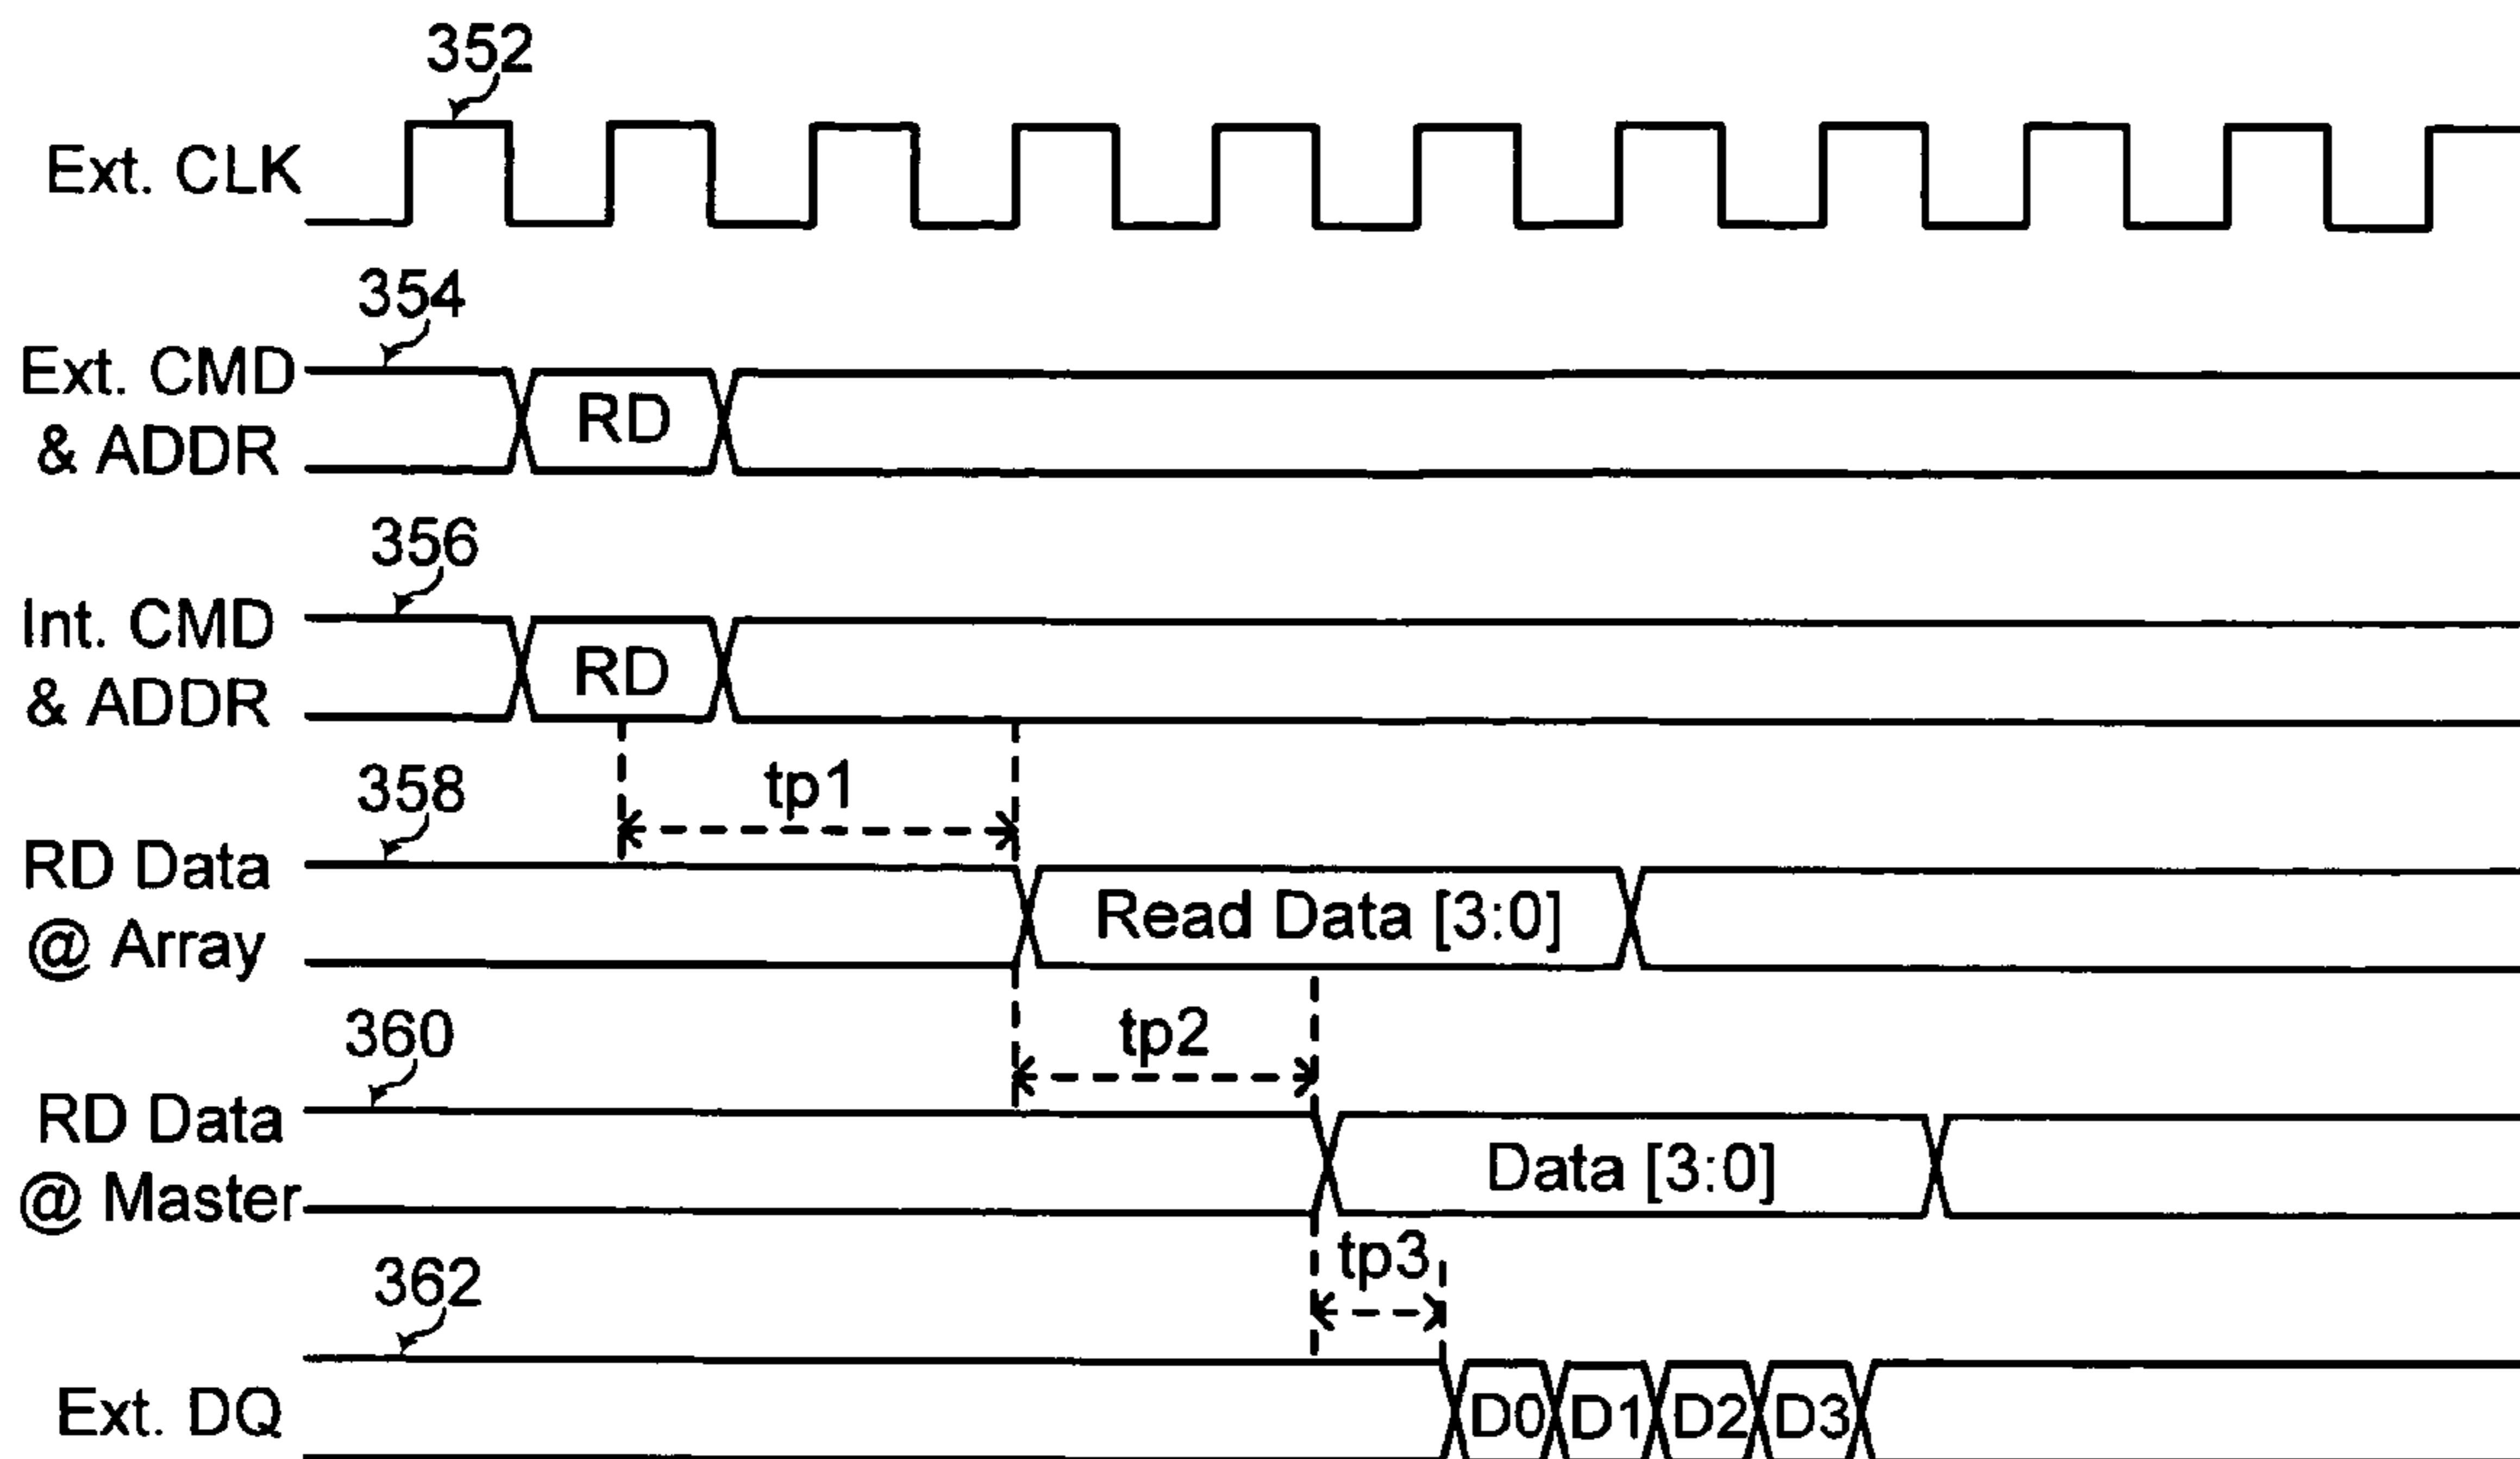 352
Ext. CLK
354
Ext. CMD
& ADDR
RD
356
Int. CMD
& ADDR
RD
tp1
358
RD Data
@ Array
Read Data [3:0]
tp2
360
RD Data
@ Master
Data [3:0]
tp3
362
Ext. DQ
D0 D1 D2 D3